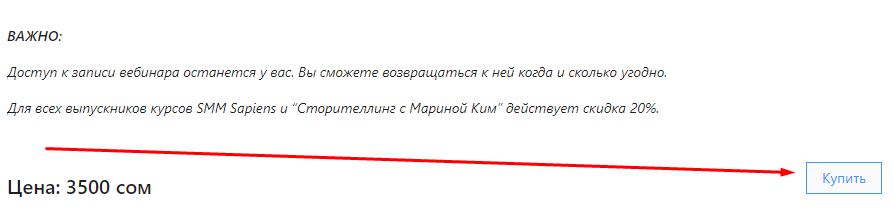 ВАЖНО:
Доступ к записи вебинара останется у вас. Вы сможете возвращаться к ней когда и сколько угодно.
Для всех выпускников курсов SMM Sapiens и "Сторителлинг с Мариной Ким" действует скидка 20%.
Цена: 3500 сом
Купить